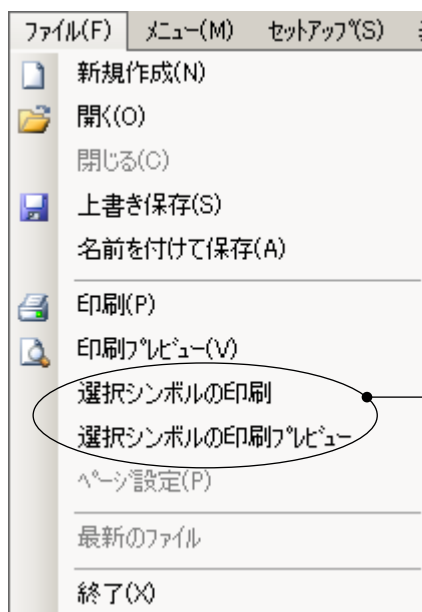 ファイル(F) メニュー(M) セットアップ(S)
新規作成(N)
開く(O)
閉じる(C)
上書き保存(S)
名前を付けて保存(A)
印刷(P)
印刷プレビュー(V)
選択シンボルの印刷
選択シンボルの印刷プレビュー
ページ設定(P)
最新のファイル
終了(X)